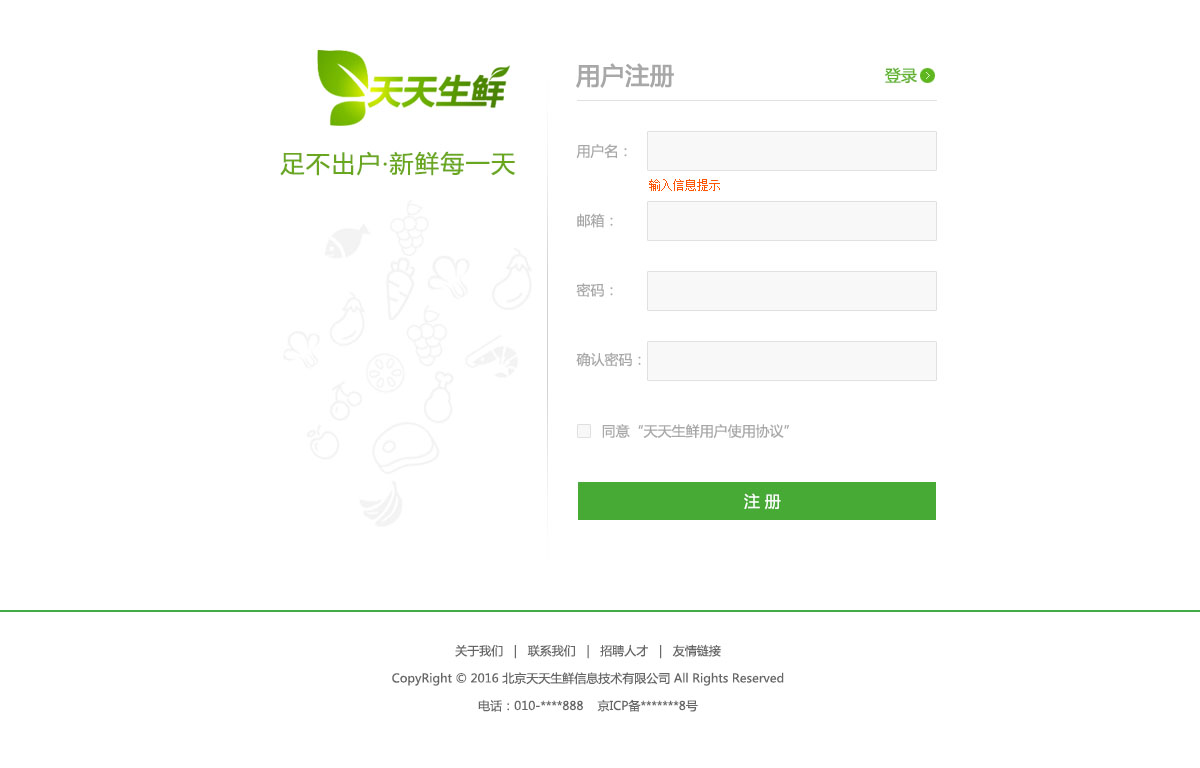 天天生鲜
足不出户·新鲜每一天
用户注册
登录
用户名：
输入信息提示
邮箱：
密码：
确认密码：
同意“天天生鲜用户使用协议”
注 册
关于我们 | 联系我们 | 招聘人才 | 友情链接
CopyRight © 2016 北京天天生鲜信息技术有限公司 All Rights Reserved
电话：010-****888 京ICP备*******8号